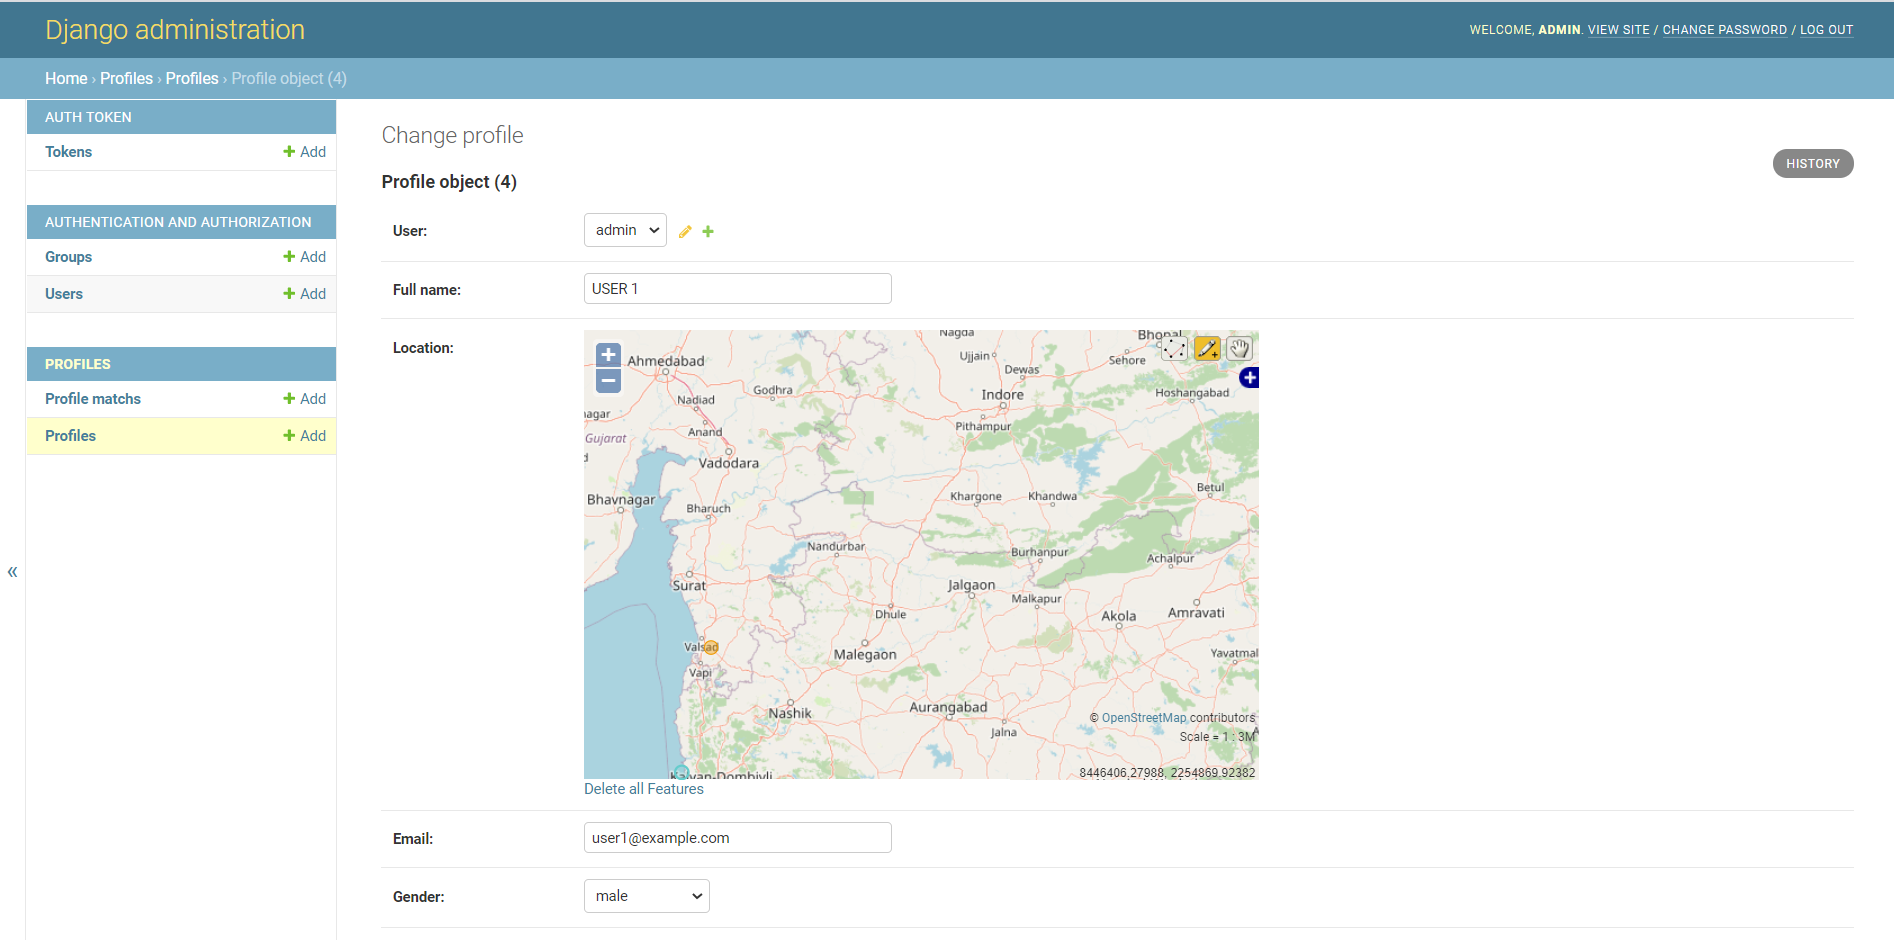 Django administration
WELCOME, ADMIN. VIEW SITE / CHANGE PASSWORD / LOG OUT
Home › Profiles › Profiles › Profile object (4)
AUTH TOKEN
Tokens
Add
AUTHENTICATION AND AUTHORIZATION
Groups
Add
Users
Add
PROFILES
Profile matchs
Add
Profiles
Add
«
Change profile
HISTORY
Profile object (4)
User:
admin
Full name:
USER 1
Location:
Nagda
Bhopal
Ahmedabad
Ujjain
Sehore
Dewas
Godhra
Indore
Hoshangabad
Nadiad
agar
Pithampur
Anand
Gujarat
Vadodara
Betul
Bhavnagar
Khargone
Khandwa
Bharuch
Nandurbar
Burhanpur
Achalpur
Surat
Jalgaon
Malkapur
Dhule
Akola
Amravati
Valsad
Malegaon
Yavatmal
Vapi
Nashik
Aurangabad
Jalna
© OpenStreetMap contributors
Scale = 1 : 3M
Kalyan-Dombivli
8446406.27988, 2254869.92382
Delete all Features
Email:
user1@example.com
Gender:
male